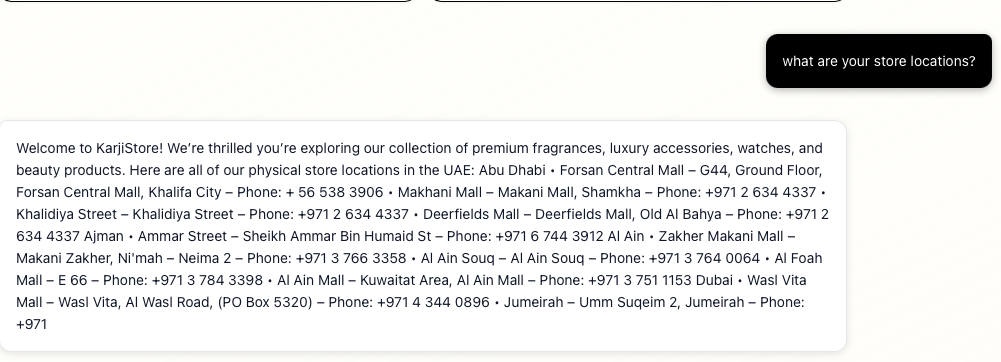 what are your store locations?
Welcome to KarjiStore! We’re thrilled you’re exploring our collection of premium fragrances, luxury accessories, watches, and
beauty products. Here are all of our physical store locations in the UAE: Abu Dhabi • Forsan Central Mall – G44, Ground Floor,
Forsan Central Mall, Khalifa City – Phone: + 56 538 3906 • Makhani Mall – Makani Mall, Shamkha – Phone: +971 2 634 4337 •
Khalidiya Street – Khalidiya Street – Phone: +971 2 634 4337 • Deerfields Mall – Deerfields Mall, Old Al Bahya – Phone: +971 2
634 4337 Ajman • Ammar Street – Sheikh Ammar Bin Humaid St – Phone: +971 6 744 3912 Al Ain • Zakher Makani Mall –
Makani Zakher, Ni'mah – Neima 2 – Phone: +971 3 766 3358 • Al Ain Souq – Al Ain Souq – Phone: +971 3 764 0064 • Al Foah
Mall – E 66 – Phone: +971 3 784 3398 • Al Ain Mall – Kuwaitat Area, Al Ain Mall – Phone: +971 3 751 1153 Dubai • Wasl Vita
Mall – Wasl Vita, Al Wasl Road, (PO Box 5320) – Phone: +971 4 344 0896 • Jumeirah – Umm Suqeim 2, Jumeirah – Phone:
+971